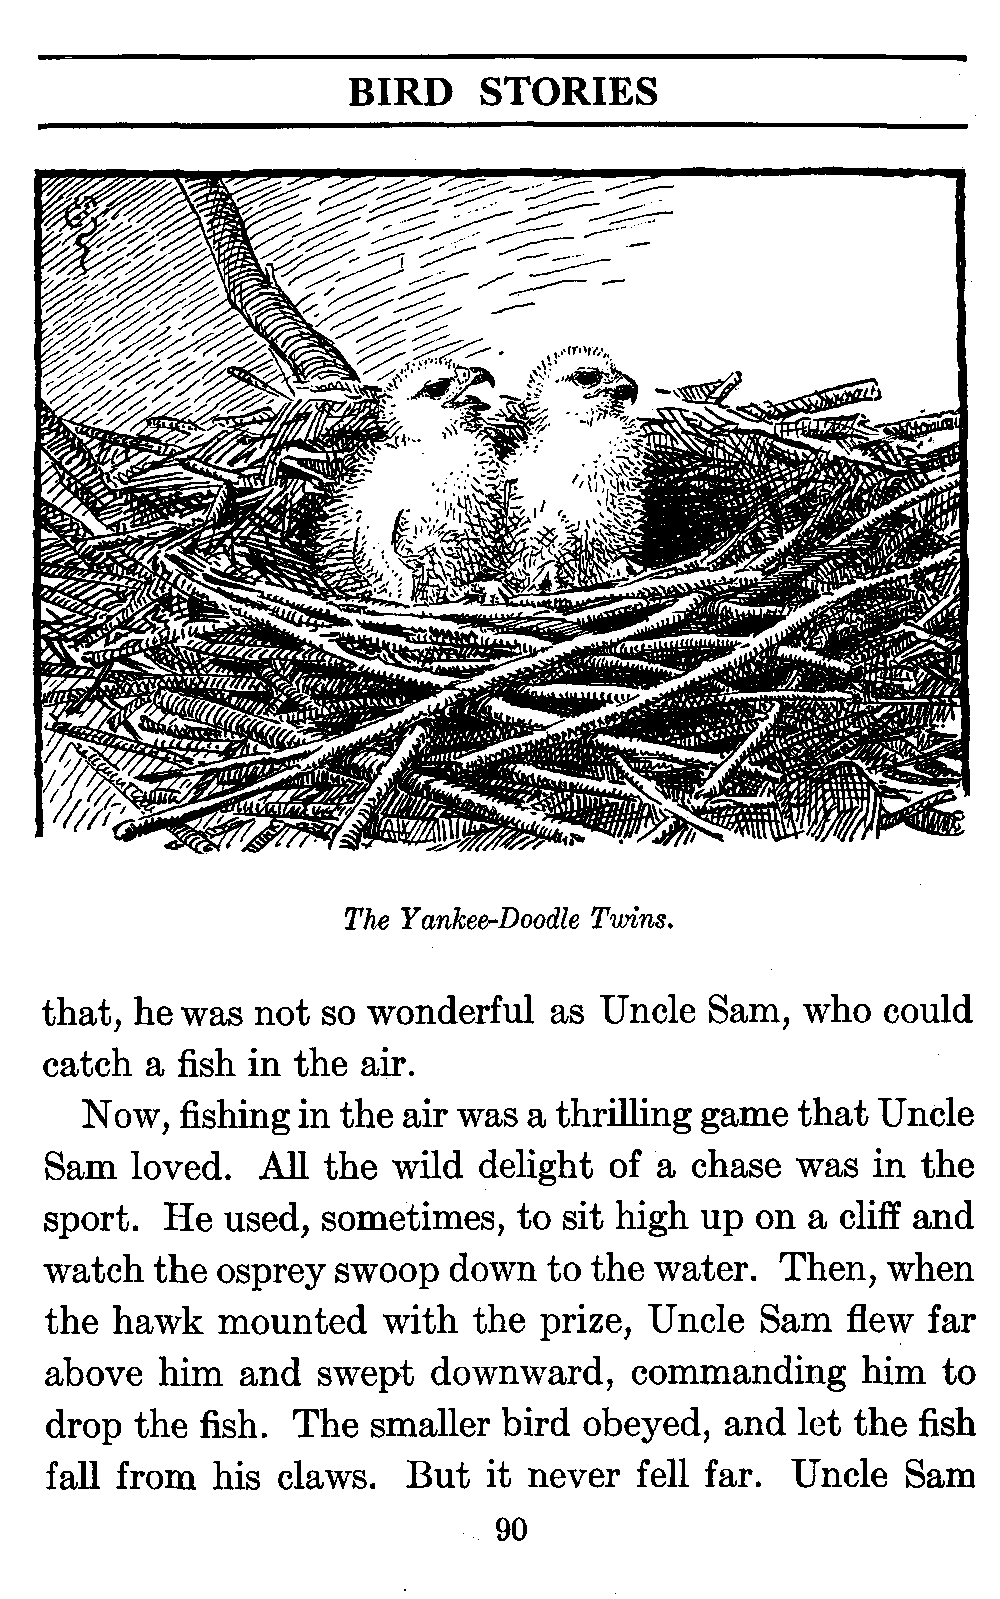 BIRD STORIES
The Yankee-Doodle Twins.
that, he was not so wonderful as Uncle Sam, who could
catch a fish in the air.
Now, fishing in the air was a thrilling game that Uncle
Sam loved. All the wild delight of a chase was in the
sport. He used, sometimes, to sit high up on a cliff and
watch the osprey swoop down to the water. Then, when
the hawk mounted with the prize, Uncle Sam flew far
above him and swept downward, commanding him to
drop the fish. The smaller bird obeyed, and let the fish
fall from his claws. But it never fell far. Uncle Sam
90